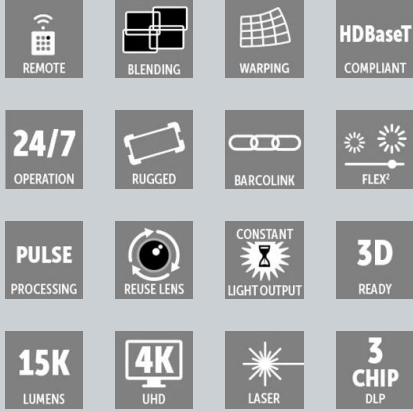 REMOTE
BLENDING
WARPING
HDBaseT
COMPLIANT
24/7
OPERATION
RUGGED
BARCOLINK
FLEX²
PULSE
PROCESSING
REUSE LENS
CONSTANT
LIGHT OUTPUT
3D
READY
15K
LUMENS
4K
UHD
LASER
3
CHIP
DLP